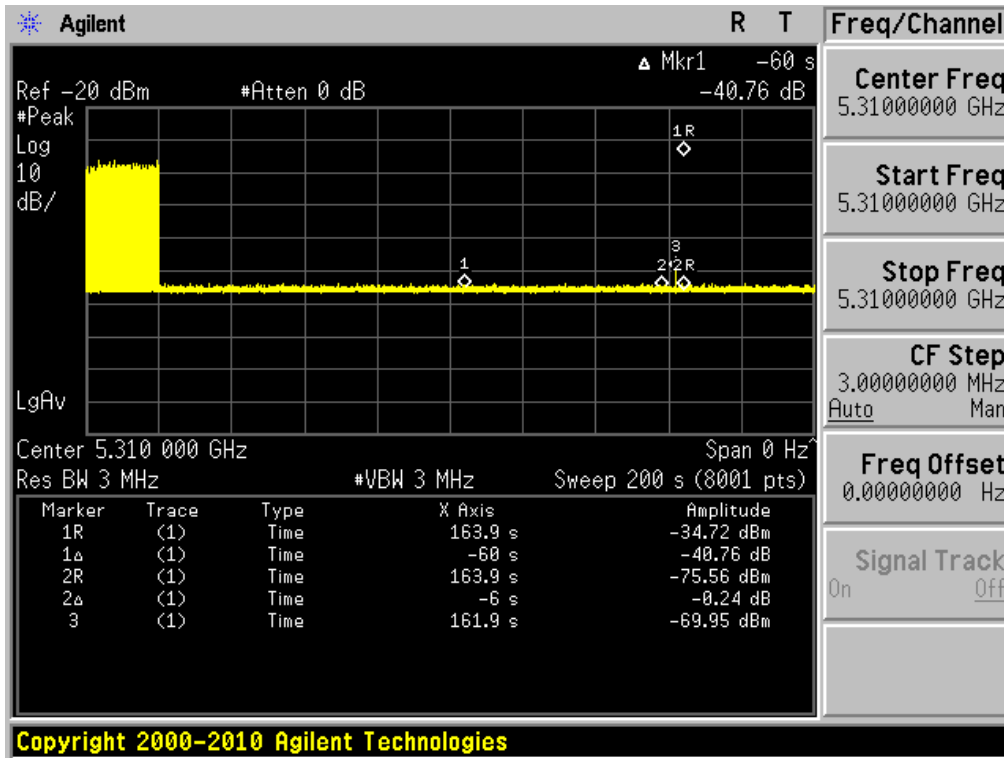 Agilent R T
Freq/Channel
Δ Mkr1 -60 s
Ref -20 dBm #Atten 0 dB -40.76 dB
#Peak
Log
10
dB/
1R
1
3
2 2R
LgAv
Center 5.310 000 GHz Span 0 Hz^
Res BW 3 MHz #VBW 3 MHz Sweep 200 s (8001 pts)
Marker Trace Type X Axis Amplitude
1R (1) Time 163.9 s -34.72 dBm
1Δ (1) Time -60 s -40.76 dB
2R (1) Time 163.9 s -75.56 dBm
2Δ (1) Time -6 s -0.24 dB
3 (1) Time 161.9 s -69.95 dBm
Center Freq
5.31000000 GHz
Start Freq
5.31000000 GHz
Stop Freq
5.31000000 GHz
CF Step
3.00000000 MHz
Auto Man
Freq Offset
0.00000000 Hz
Signal Track
On Off
Copyright 2000-2010 Agilent Technologies